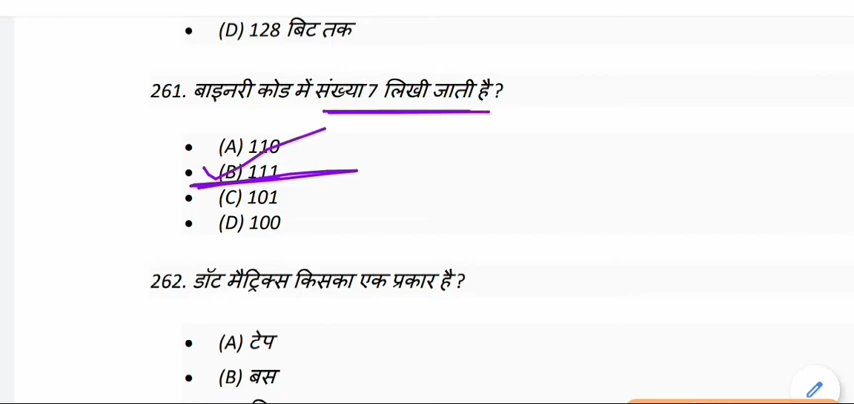 (D) 128 बिट तक
261. बाइनरी कोड में संख्या 7 लिखी जाती है?
(A) 110
(B) 111
(C) 101
(D) 100
262. डॉट मैट्रिक्स किसका एक प्रकार है?
(A) टेप
(B) बस